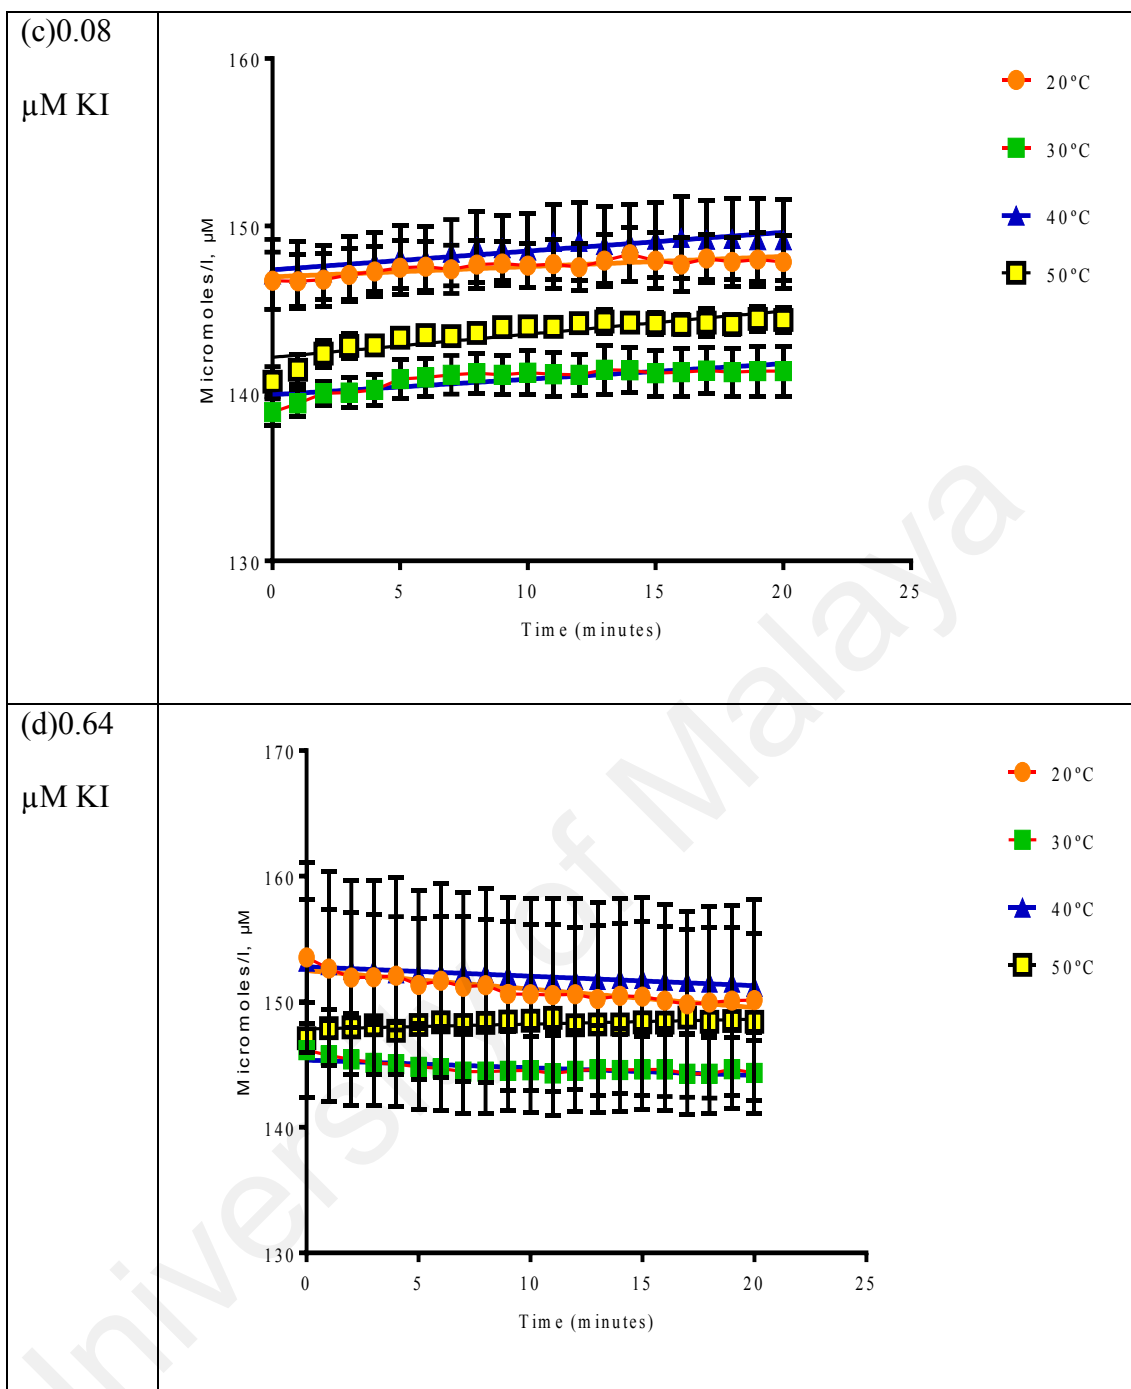 (c)0.08
µM KI
160
150
140
130
Micromoles/l, µM
0 5 10 15 20 25
Time (minutes)
20°C
30°C
40°C
50°C
(d)0.64
µM KI
170
160
150
140
130
Micromoles/l, µM
0 5 10 15 20 25
Time (minutes)
20°C
30°C
40°C
50°C
University of Malaya